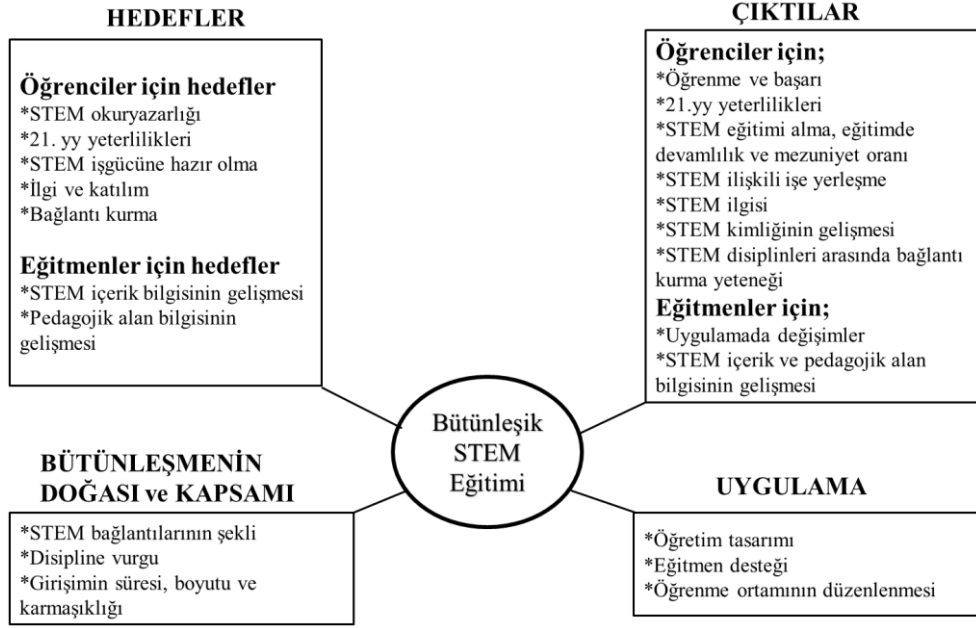 HEDEFLER
Öğrenciler için hedefler
*STEM okuryazarlığı
*21. yy yeterlilikleri
*STEM işgücüne hazır olma
*İlgi ve katılım
*Bağlantı kurma
Eğitmenler için hedefler
*STEM içerik bilgisinin gelişmesi
*Pedagojik alan bilgisinin
gelişmesi
ÇIKTILAR
Öğrenciler için;
*Öğrenme ve başarı
*21.yy yeterlilikleri
*STEM eğitimi alma, eğitimde
devamlılık ve mezuniyet oranı
*STEM ilişkili işe yerleşme
*STEM ilgisi
*STEM kimliğinin gelişmesi
*STEM disiplinleri arasında bağlantı
kurma yeteneği
Eğitmenler için;
*Uygulamada değişimler
*STEM içerik ve pedagojik alan
bilgisinin gelişmesi
Bütünleşik
STEM
Eğitimi
BÜTÜNLEŞMENİN
DOĞASI ve KAPSAMI
*STEM bağlantılarının şekli
*Disipline vurgu
*Girişimin süresi, boyutu ve
karmaşıklığı
UYGULAMA
*Öğretim tasarımı
*Eğitmen desteği
*Öğrenme ortamının düzenlenmesi